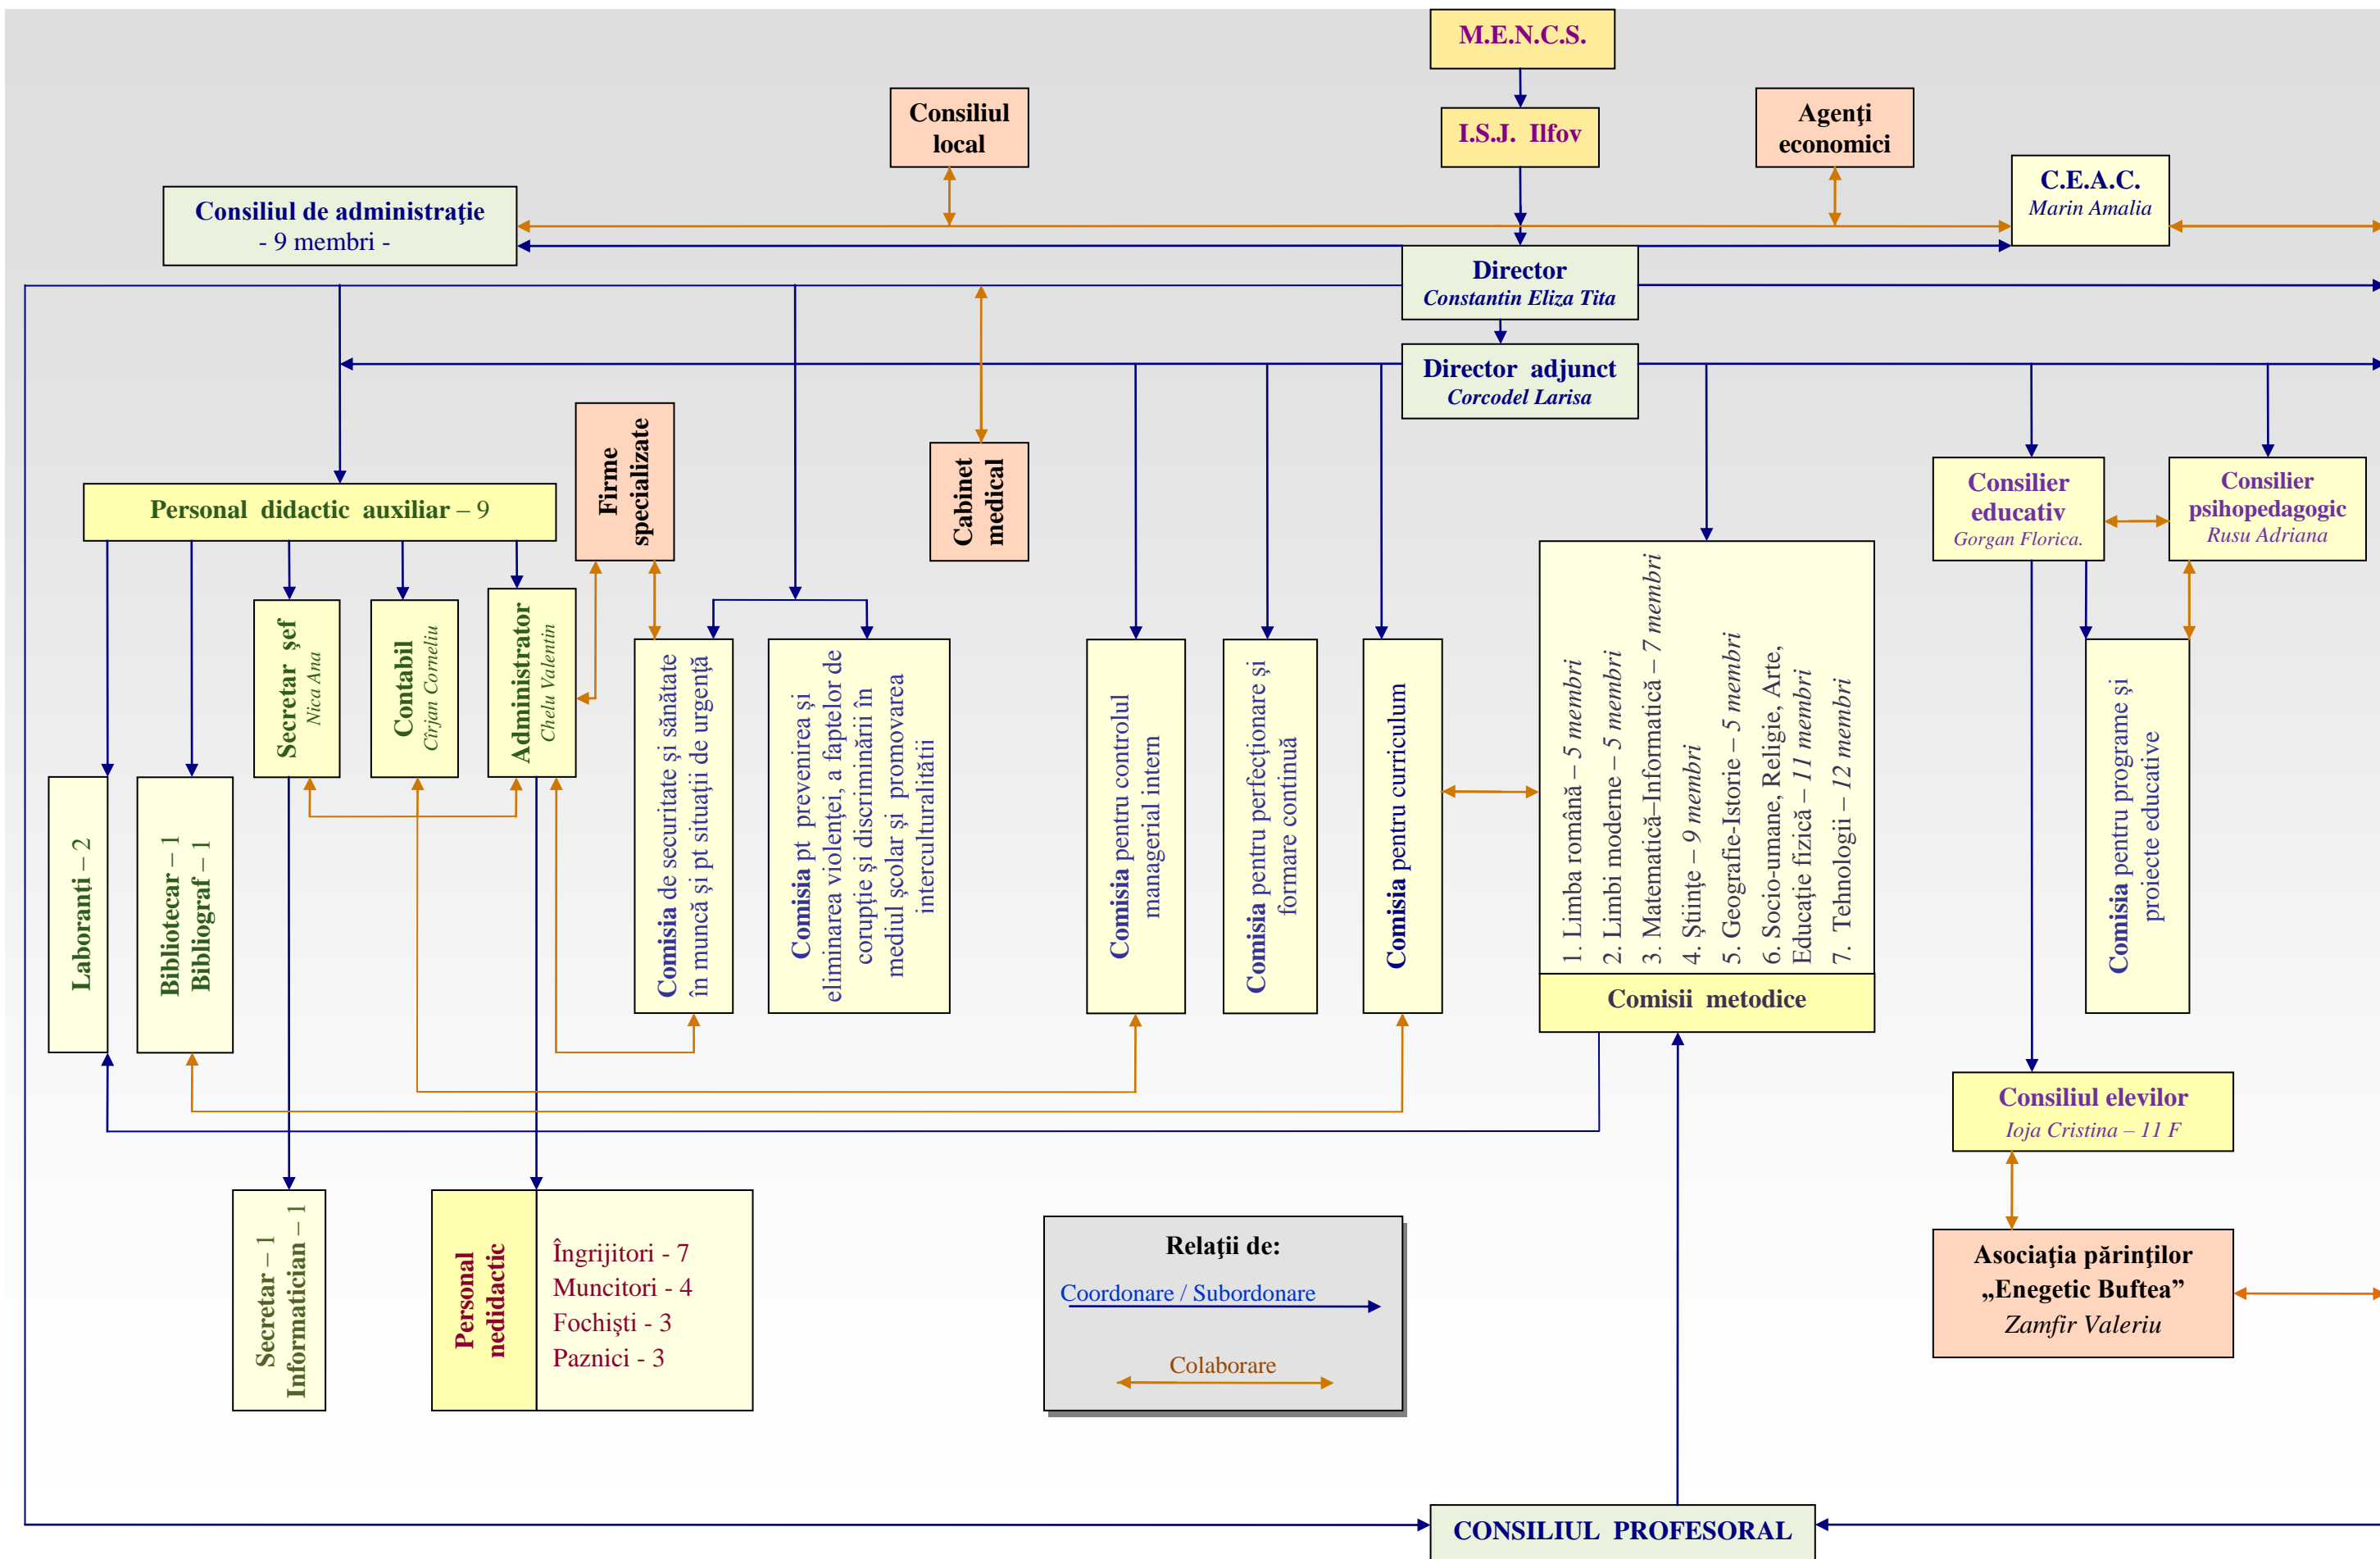 M.E.N.C.S.
Consiliul
local
I.S.J. Ilfov
Agenţi
economici
C.E.A.C.
Marin Amalia
Consiliul de administraţie
- 9 membri -
Director
Constantin Eliza Tita
Director adjunct
Corcodel Larisa
Firme
specializate
Cabinet
medical
Consilier
educativ
Gorgan Florica.
Consilier
psihopedagogic
Rusu Adriana
Personal didactic auxiliar – 9
Secretar şef
Nica Ana
Contabil
Cîrjan Corneliu
Administrator
Chelu Valentin
Laboranti – 2
Bibliotecar – 1
Bibliograf – 1
Comisia de securitate şi sănătate
în muncă şi pt situaţii de urgenţă
Comisia pt prevenirea şi
eliminarea violenţei, a faptelor de
corupţie şi discriminării în
mediul şcolar şi promovarea
interculturalităţii
Comisia pentru controlul
managerial intern
Comisia pentru perfecţionare şi
formare continuă
Comisia pentru curriculum
1. Limba română – 5 membri
2. Limbi moderne – 5 membri
3. Matematică–Informatică – 7 membri
4. Ştiinţe – 9 membri
5. Geografie-Istorie – 5 membri
6. Socio-umane, Religie, Arte,
Educaţie fizică – 11 membri
7. Tehnologii – 12 membri
Comisii metodice
Comisia pentru programe şi
proiecte educative
Consiliul elevilor
Ioja Cristina – 11 F
Secretar – 1
Informatician – 1
Personal
nedidactic
Îngrijitori - 7
Muncitori - 4
Fochişti - 3
Paznici - 3
Relaţii de:
Coordonare / Subordonare
Colaborare
Asociaţia părinţilor
„Enegetic Buftea”
Zamfir Valeriu
CONSILIUL PROFESORAL